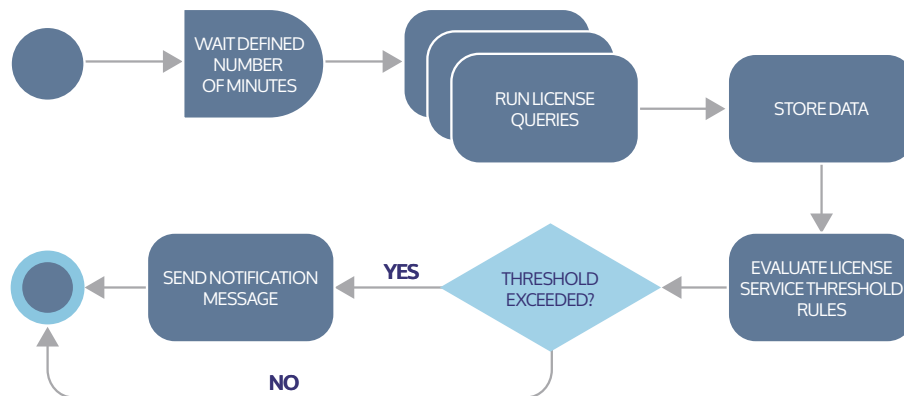 WAIT DEFINED
NUMBER
OF MINUTES
RUN LICENSE
QUERIES
STORE DATA
EVALUATE LICENSE
SERVICE THRESHOLD
RULES
THRESHOLD
EXCEEDED?
YES
SEND NOTIFICATION
MESSAGE
NO